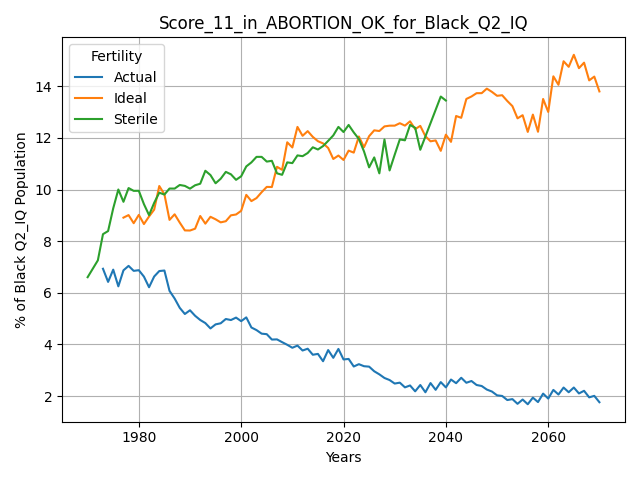 Score_11_in_ABORTION_OK_for_Black_Q2_IQ
Fertility
Actual
Ideal
Sterile
% of Black Q2_IQ Population
14
12
10
8
6
4
2
1980
2000
2020
2040
2060
Years